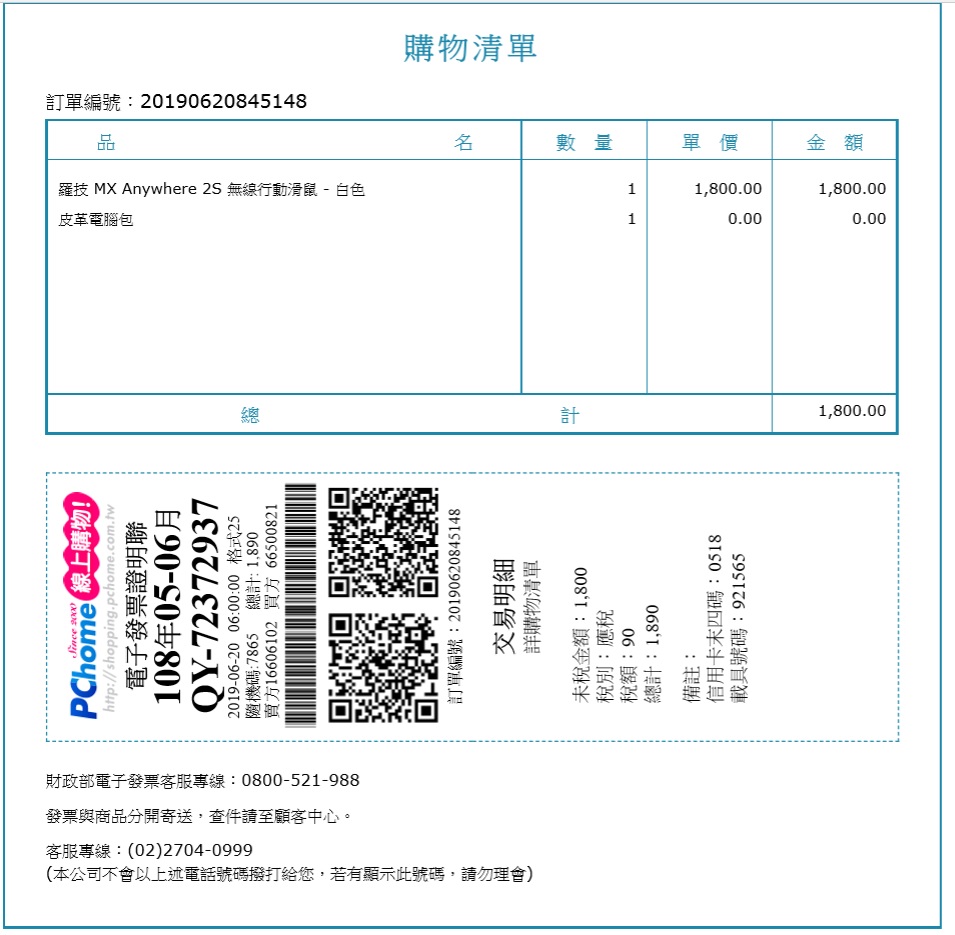 購物清單
訂單編號：20190620845148
品 名 數 量 單 價 金 額
羅技 MX Anywhere 2S 無線行動滑鼠 - 白色 1 1,800.00 1,800.00
皮革電腦包 1 0.00 0.00
總 計 1,800.00
Since 2000
PChome 線上購物!
http://shopping.pchome.com.tw
電子發票證明聯
108年05-06月
QY-72372937
2019-06-20 06:00:00 格式25
隨機碼:7865 總計: 1,890
賣方16606102 買方 66500821
訂單編號：20190620845148
交易明細
詳購物清單
未稅金額：1,800
稅別：應稅
稅額：90
總計：1,890
備註：
信用卡末四碼：0518
載具號碼：921565
財政部電子發票客服專線：0800-521-988
發票與商品分開寄送，查件請至顧客中心。
客服專線：(02)2704-0999
(本公司不會以上述電話號碼撥打給您，若有顯示此號碼，請勿理會)